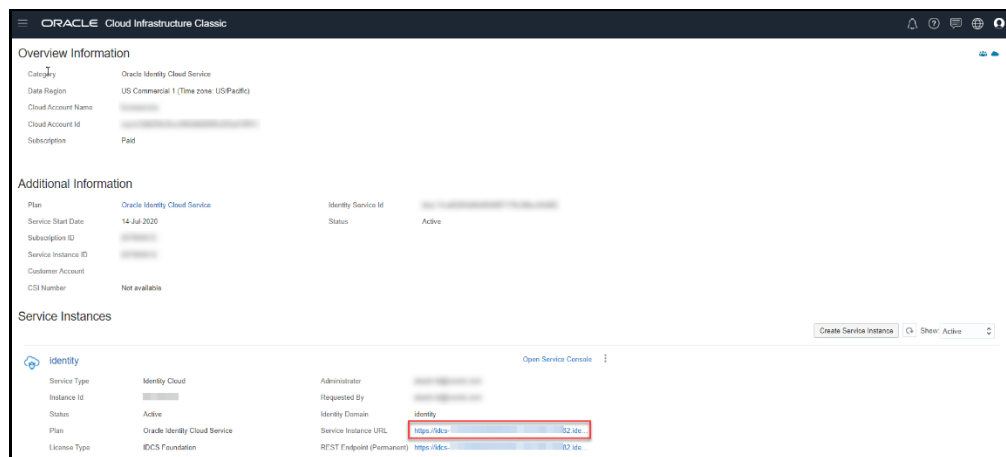 ORACLE Cloud Infrastructure Classic
Overview Information
Category Oracle Identity Cloud Service
Data Region US Commercial 1 (Time zone: US/Pacific)
Cloud Account Name
Cloud Account Id
Subscription Paid
Additional Information
Plan Oracle Identity Cloud Service Identity Service Id
Service Start Date 14-Jul-2020 Status Active
Subscription ID
Service Instance ID
Customer Account
CSI Number Not available
Service Instances
Create Service Instance Show: Active
identity Open Service Console
Service Type Identity Cloud Administrator
Instance Id Requested By
Status Active Identity Domain identity
Plan Oracle Identity Cloud Service Service Instance URL https://idcs- 02.ide...
License Type IDCS Foundation REST Endpoint (Permanent) https://idcs- 02.ide...